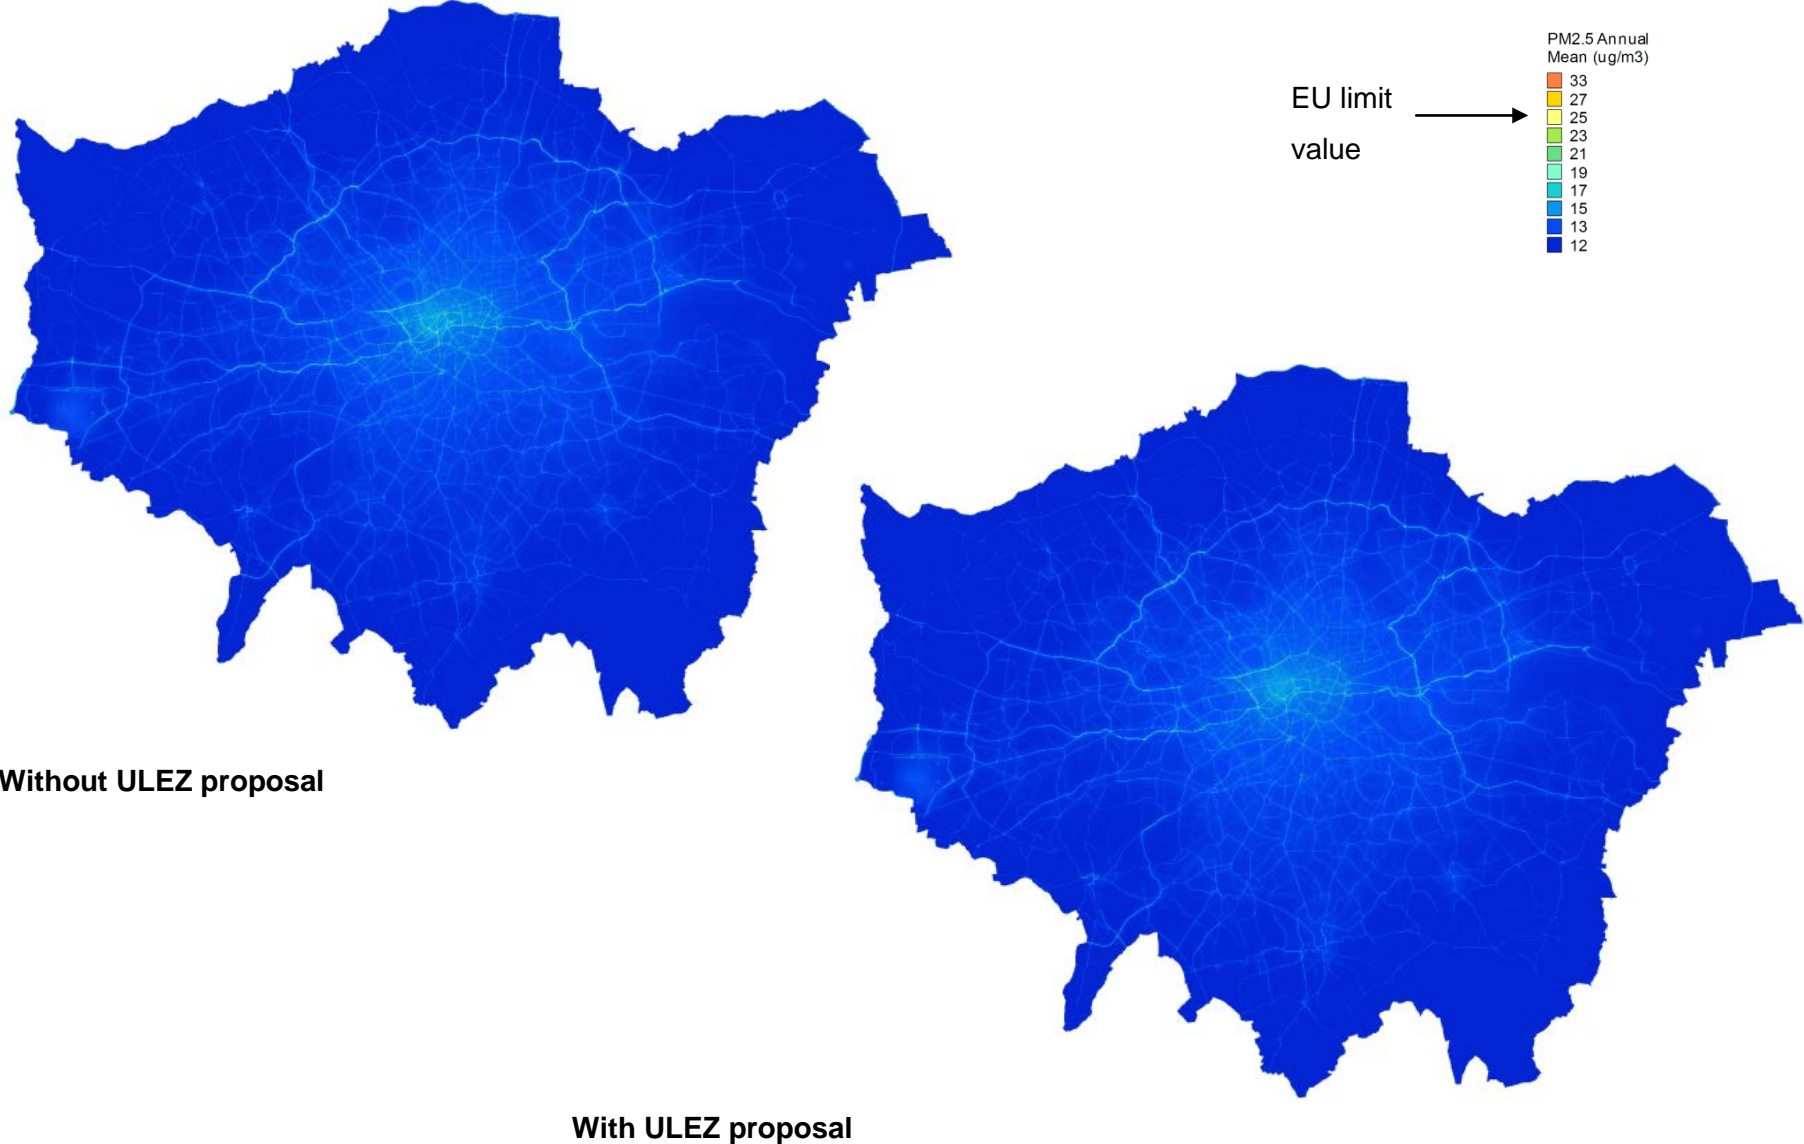 PM2.5 Annual
Mean (ug/m3)
EU limit
value
33
27
25
23
21
19
17
15
13
12
Without ULEZ proposal
With ULEZ proposal